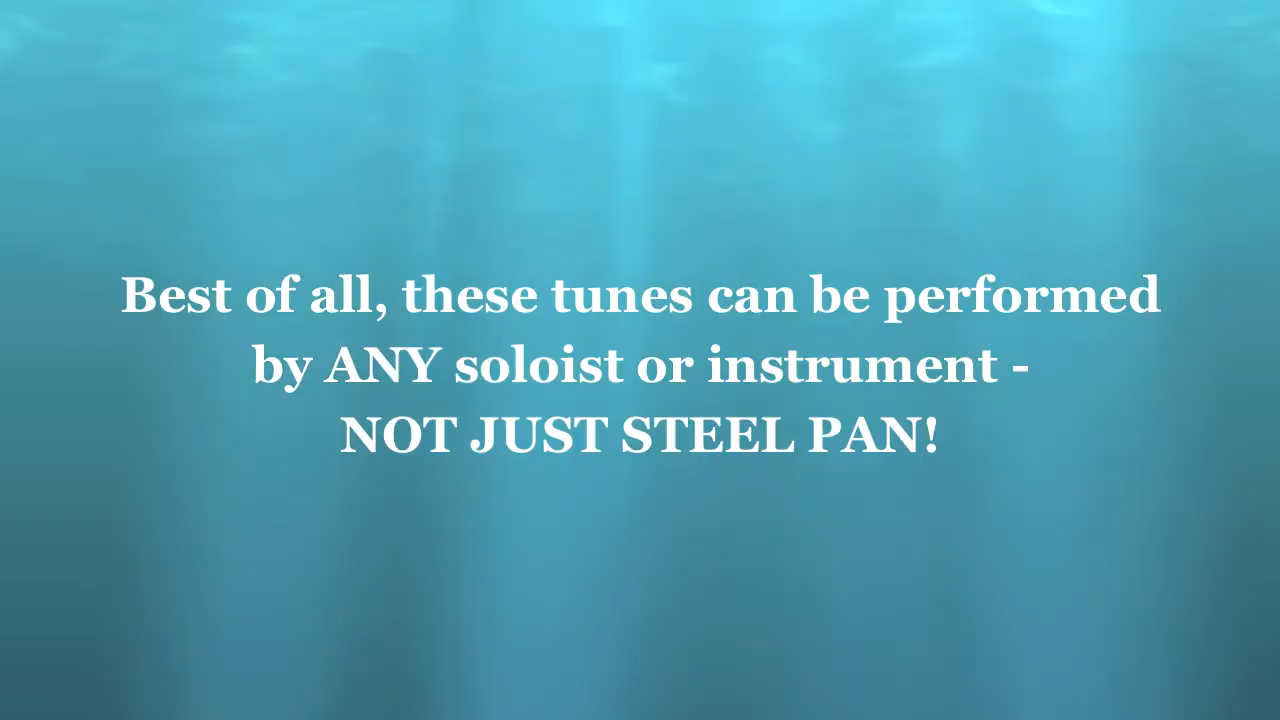 Best of all, these tunes can be performed
by ANY soloist or instrument -
NOT JUST STEEL PAN!